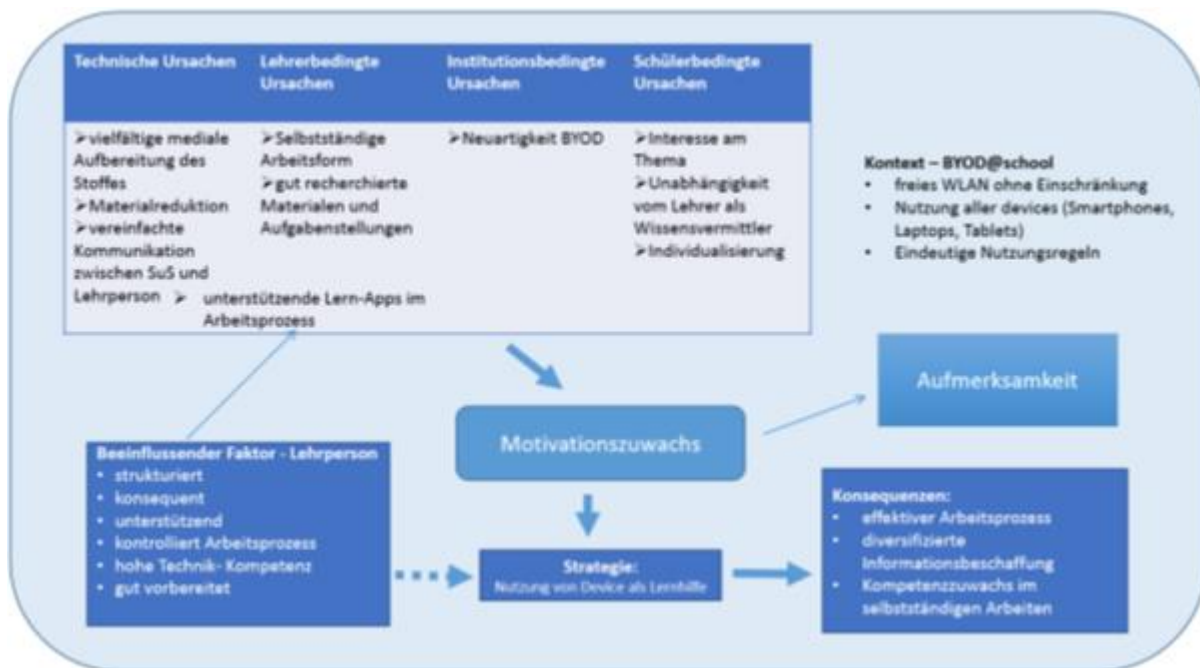 Technische Ursachen
Lehrerbedingte
Ursachen
Institutionsbedingte
Ursachen
Schülerbedingte
Ursachen
➢vielfältige mediale
Aufbereitung des
Stoffes
➢Materialreduktion
➢vereinfachte
Kommunikation
zwischen SuS und
Lehrperson
➢Selbstständige
Arbeitsform
➢gut recherchierte
Materialen und
Aufgabenstellungen
➢ unterstützende Lern-Apps im
Arbeitsprozess
➢Neuartigkeit BYOD
➢Interesse am
Thema
➢Unabhängigkeit
vom Lehrer als
Wissensvermittler
➢Individualisierung
Kontext – BYOD@school
• freies WLAN ohne Einschränkung
• Nutzung aller devices (Smartphones,
Laptops, Tablets)
• Eindeutige Nutzungsregeln
Aufmerksamkeit
Motivationszuwachs
Beeinflussender Faktor - Lehrperson
• strukturiert
• konsequent
• unterstützend
• kontrolliert Arbeitsprozess
• hohe Technik- Kompetenz
• gut vorbereitet
Strategie:
Nutzung von Device als Lernhilfe
Konsequenzen:
• effektiver Arbeitsprozess
• diversifizierte
Informationsbeschaffung
• Kompetenzzuwachs im
selbstständigen Arbeiten